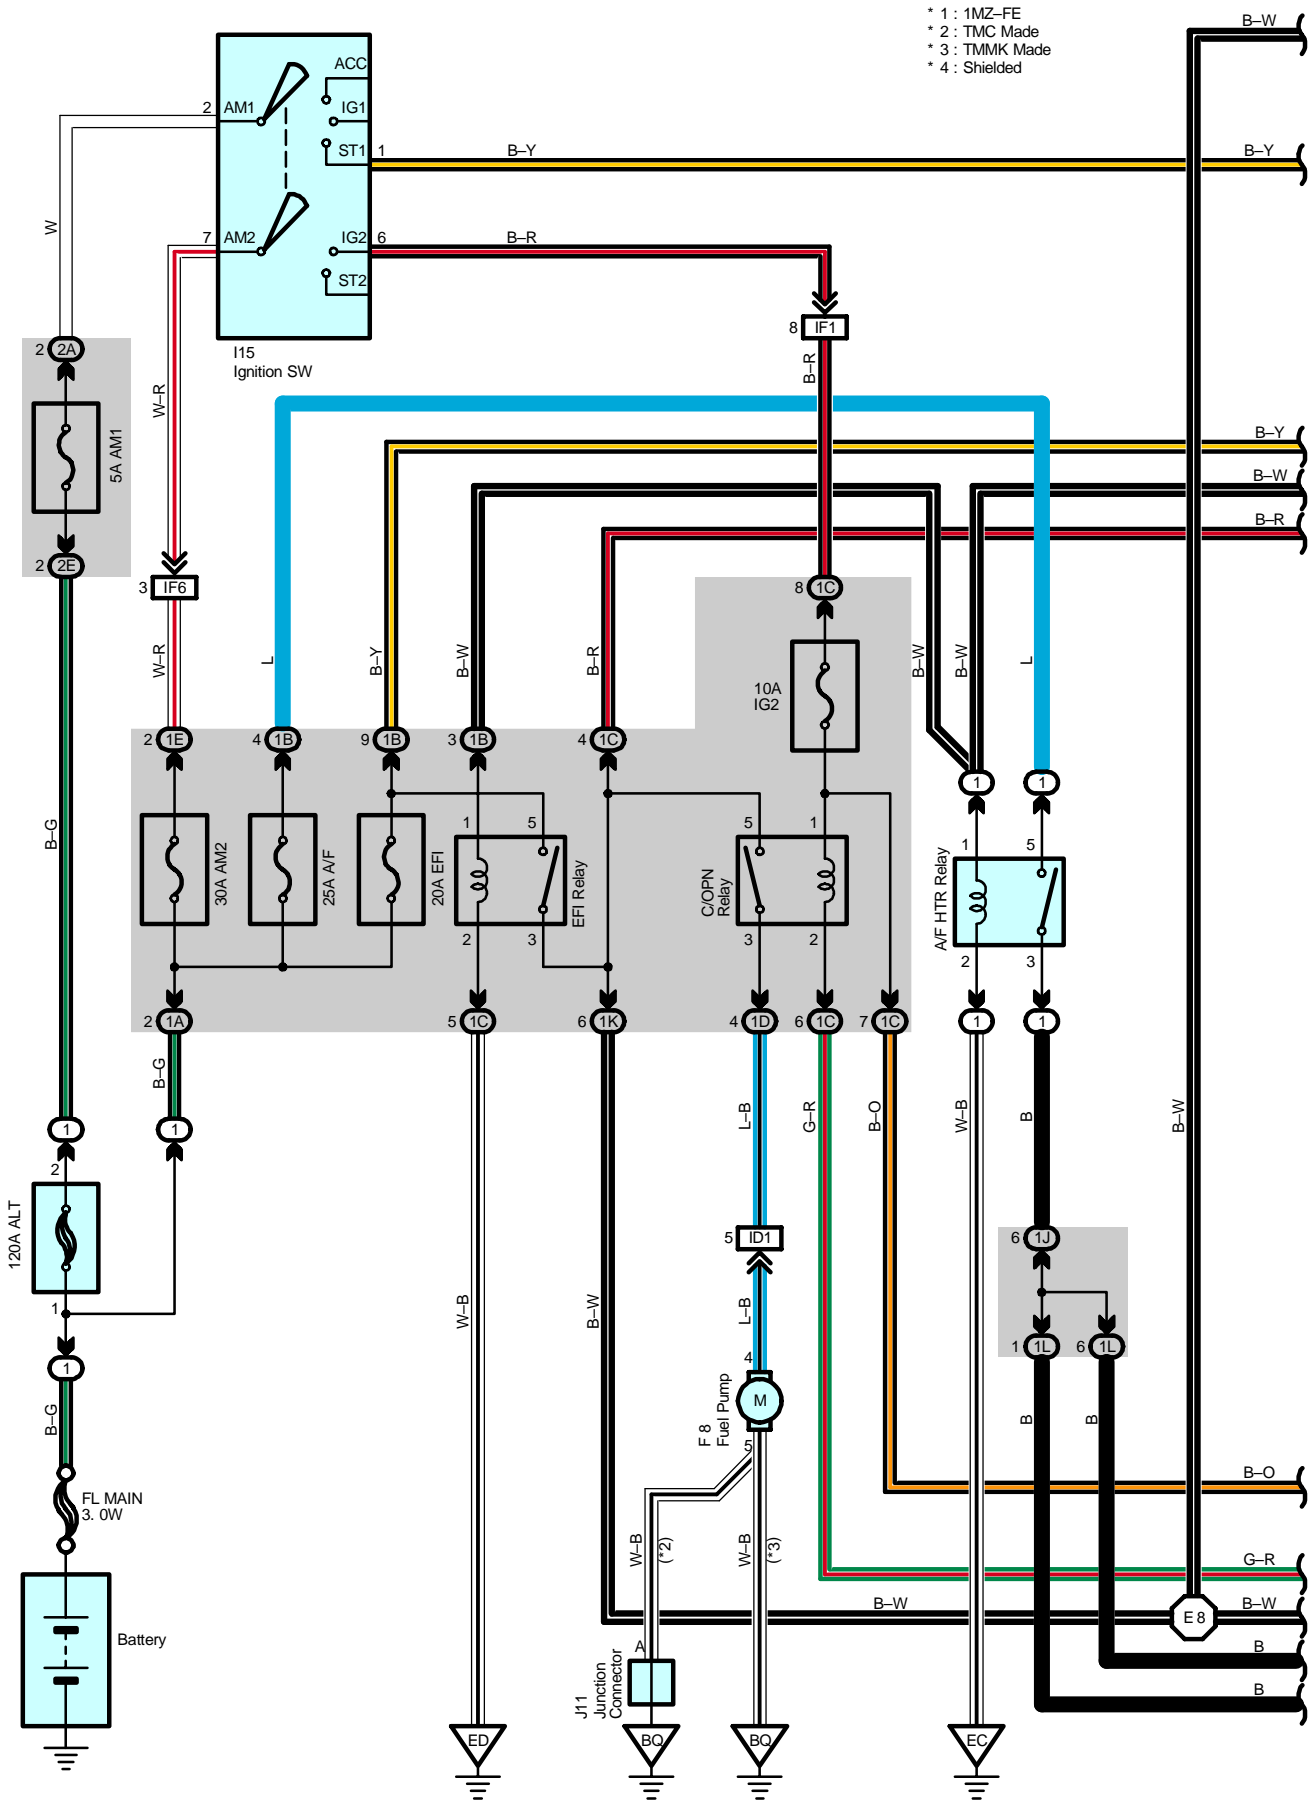 * 1 : 1MZ–FE
* 2 : TMC Made
* 3 : TMMK Made
* 4 : Shielded
B–W
ACC
2 AM1
IG1
ST1 1
B–Y
B–Y
W
7 AM2
IG2 6
B–R
ST2
I15
Ignition SW
8 IF1
B–R
2 2A
W–R
5A AM1
B–Y
B–W
B–R
2 2E
3 IF6
8 1C
W–R
L
B–Y
B–W
B–R
B–W
B–W
L
10A
IG2
2 1E
4 1B
9 1B
3 1B
4 1C
1
1
B–G
30A AM2
25A A/F
20A EFI
1 5
EFI Relay
2 3
5 1
C/OPN
Relay
3 2
1 5
A/F HTR Relay
2 3
2 1A
5 1C
6 1K
4 1D
6 1C
7 1C
1
1
B–G
L–B
G–R
B–O
W–B
B
B–W
1
1
2
120A ALT
1
5 ID1
6 1J
W–B
B–W
L–B
1
1 1L
6 1L
4
M
F 8
Fuel Pump
5
B–G
B
B
FL MAIN
3. 0W
B–O
W–B
(*2)
W–B
(*3)
G–R
B–W
E 8
B–W
Battery
A
J11
Junction
Connector
B
B
ED
BQ
BQ
EC